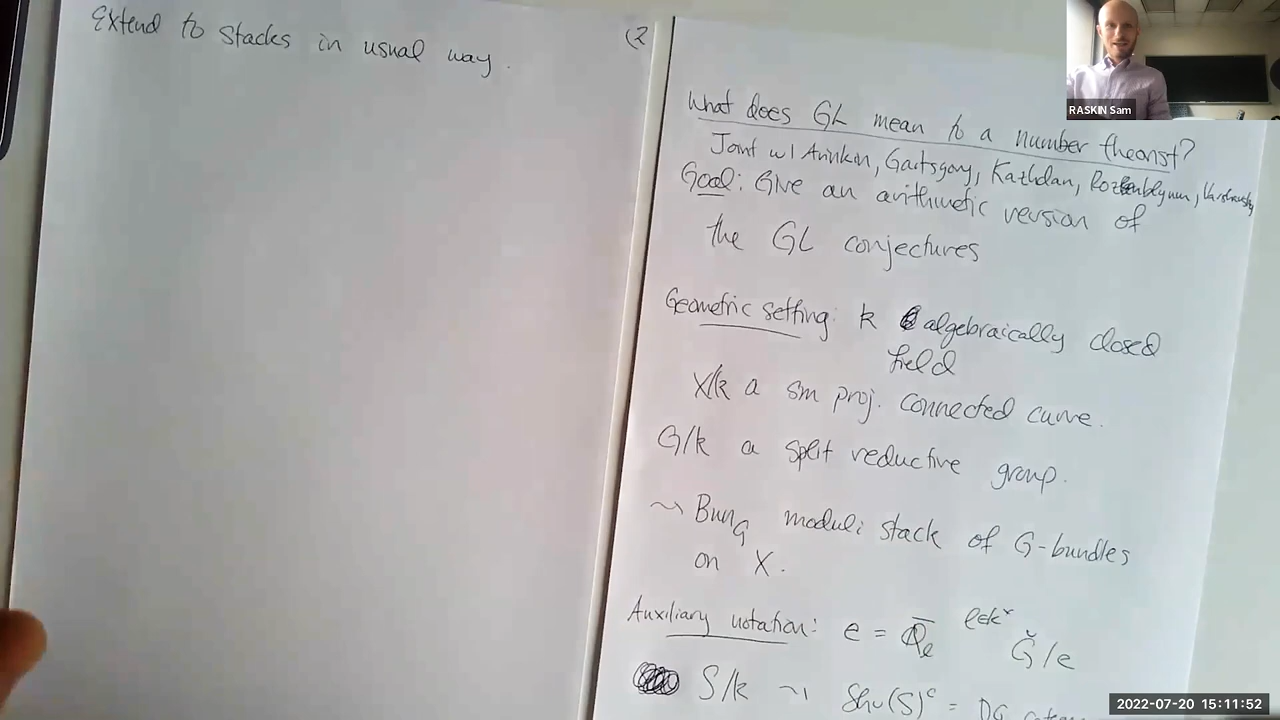 Extend to stacks in usual way.
(2
What does GL mean to a number theorist?
Joint w/ Arinkin, Gaitsgory, Kazhdan, Rozenblyum, Varshavsky
Goal: Give an arithmetic version of
the GL conjectures
Geometric setting: k algebraically closed
field
X/k a sm proj. connected curve.
G/k a split reductive group.
⇝ Bun_G moduli stack of G-bundles
on X.
Auxiliary notation: e = Q̄_ℓ ℓ∈k^× Ǧ/e
S/k ⇝ Shv(S)^c = DG categ
RASKIN Sam
2022-07-20 15:11:52